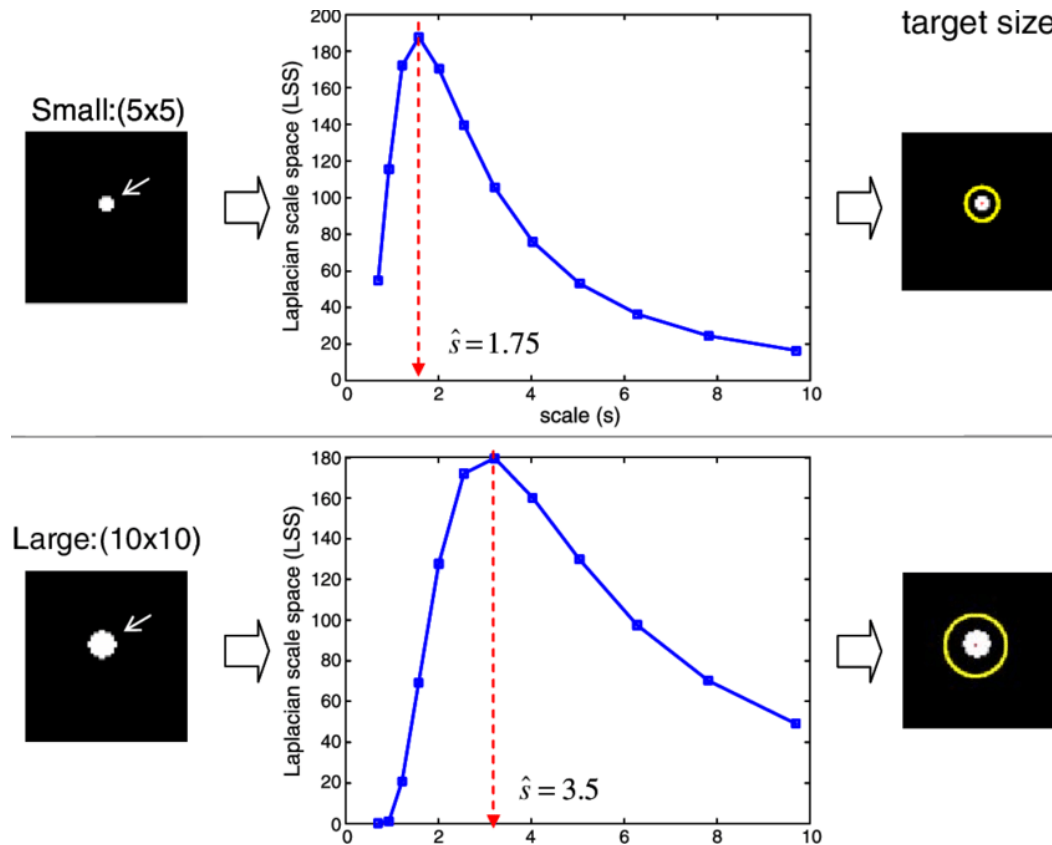 target size
Small:(5x5)
Laplacian scale space (LSS)
200
180
160
140
120
100
80
60
40
20
0
ŝ=1.75
0 2 4 6 8 10
scale (s)
Large:(10x10)
Laplacian scale space (LSS)
180
160
140
120
100
80
60
40
20
0
ŝ=3.5
0 2 4 6 8 10